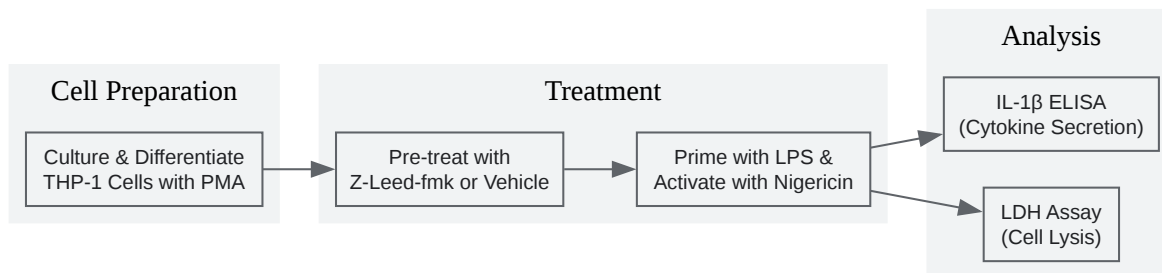 Cell Preparation
Culture & Differentiate
THP-1 Cells with PMA
Treatment
Pre-treat with
Z-Leed-fmk or Vehicle
Prime with LPS &
Activate with Nigericin
Analysis
IL-1β ELISA
(Cytokine Secretion)
LDH Assay
(Cell Lysis)